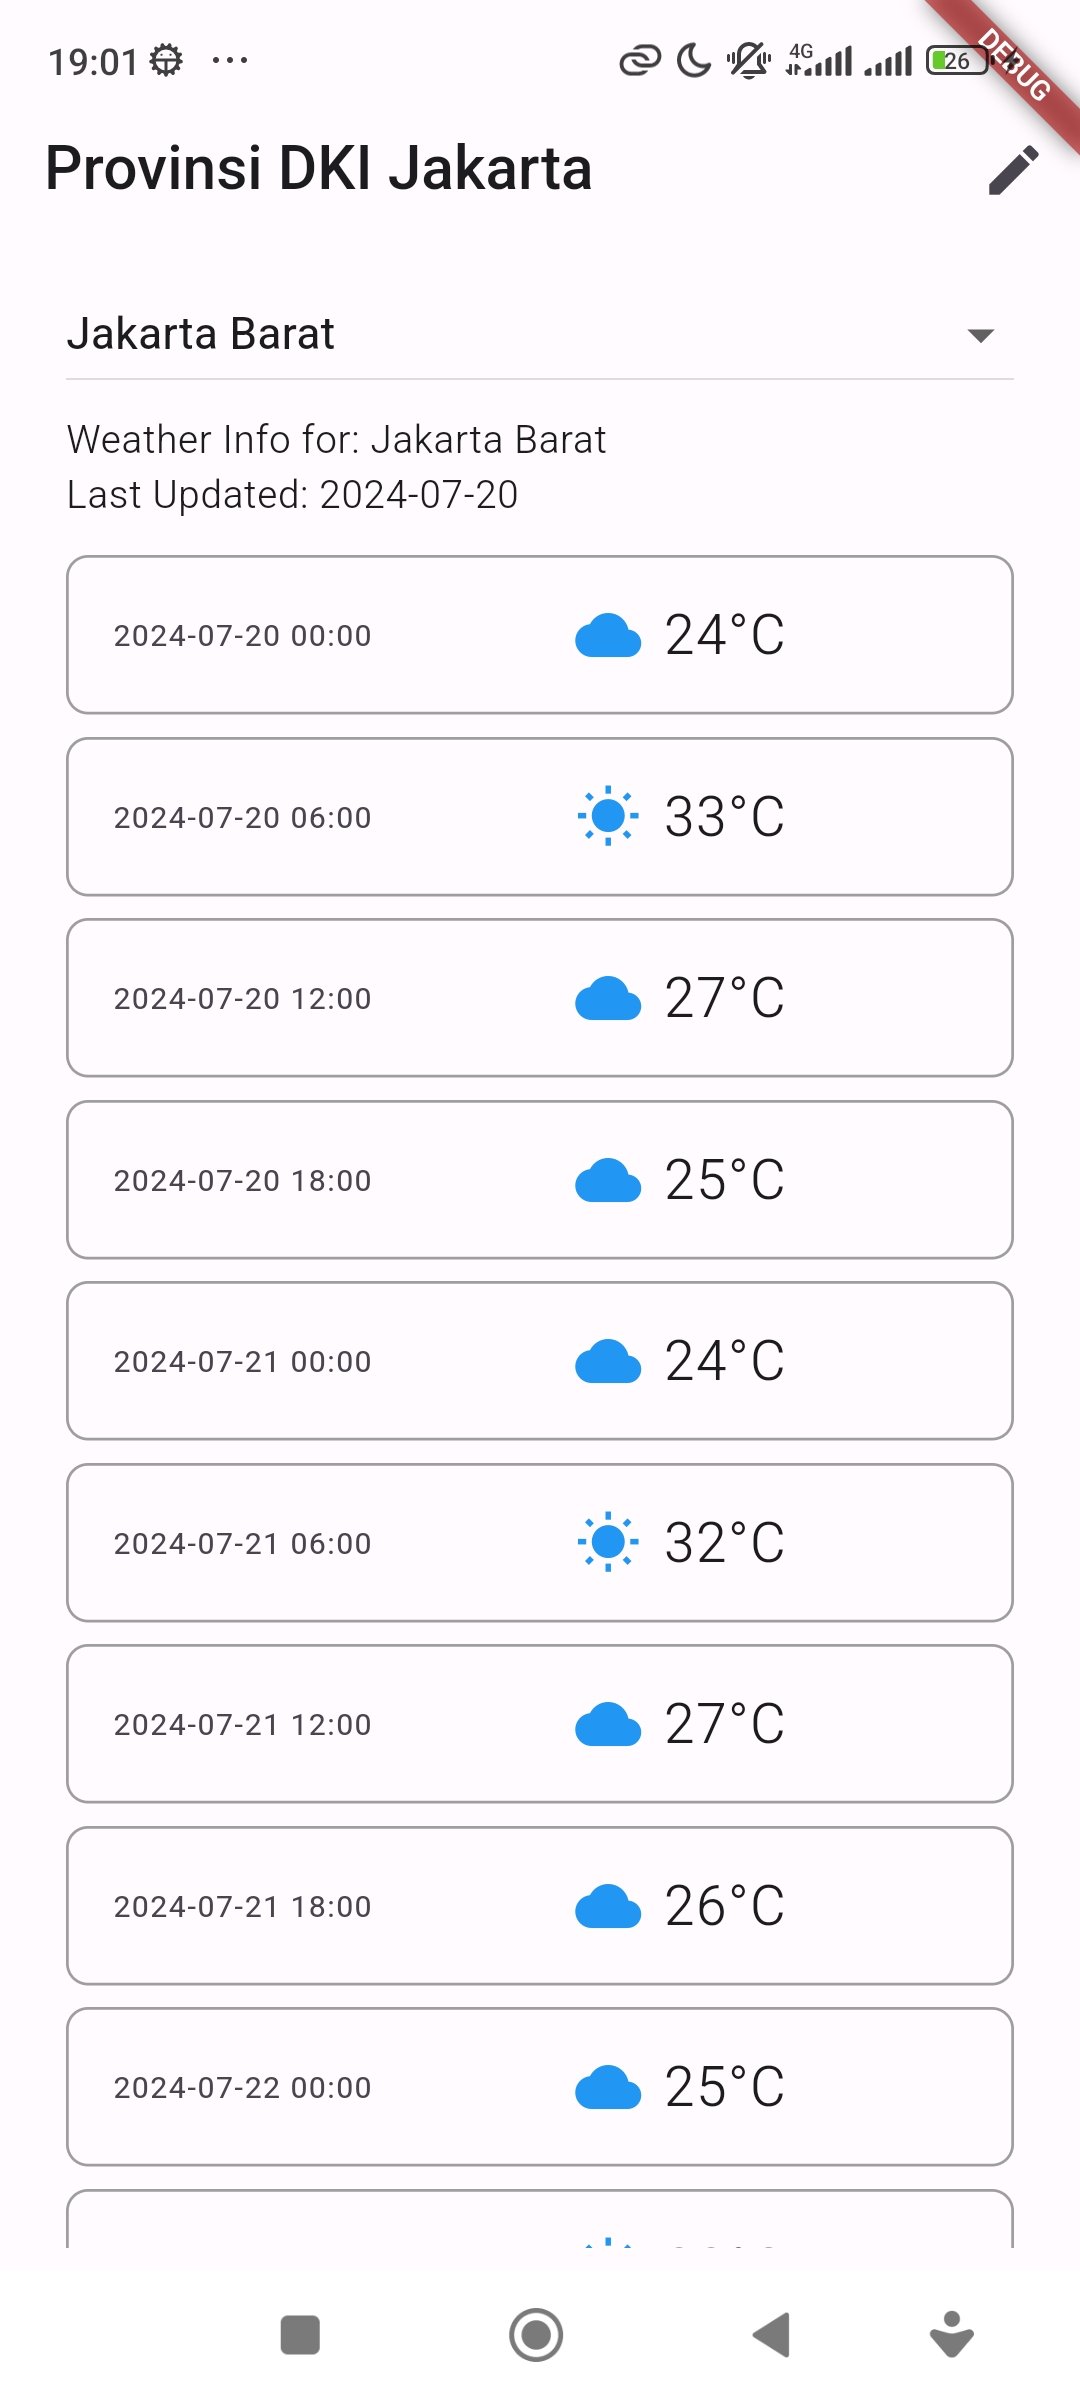 19:01
4G
26
DEBUG
Provinsi DKI Jakarta
Jakarta Barat
Weather Info for: Jakarta Barat
Last Updated: 2024-07-20
2024-07-20 00:00 24°C
2024-07-20 06:00 33°C
2024-07-20 12:00 27°C
2024-07-20 18:00 25°C
2024-07-21 00:00 24°C
2024-07-21 06:00 32°C
2024-07-21 12:00 27°C
2024-07-21 18:00 26°C
2024-07-22 00:00 25°C